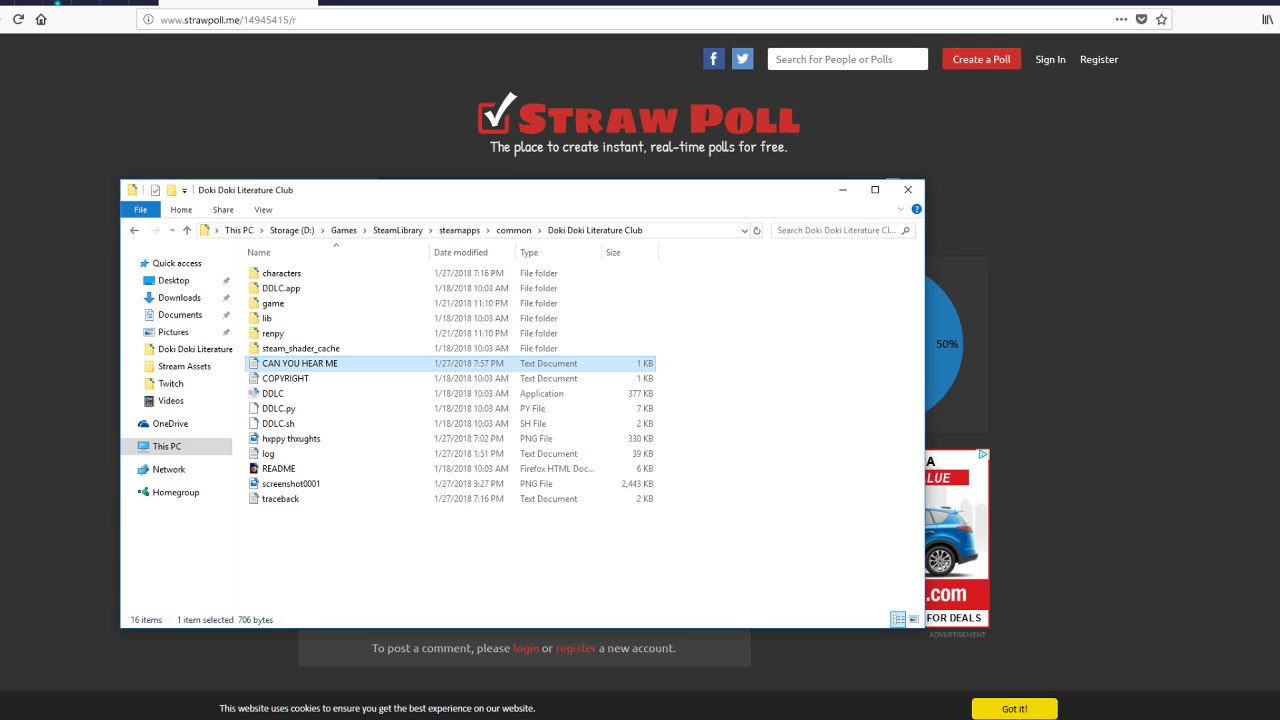 www.strawpoll.me/14945415/r
Search for People or Polls
Create a Poll
Sign In
Register
STRAW POLL
The place to create instant, real-time polls for free.
Doki Doki Literature Club
File Home Share View
This PC › Storage (D:) › Games › SteamLibrary › steamapps › common › Doki Doki Literature Club
Search Doki Doki Literature Cl...
Name Date modified Type Size
Quick access
Desktop
Downloads
Documents
Pictures
Doki Doki Literature
Stream Assets
Twitch
Videos
OneDrive
This PC
Network
Homegroup
characters 1/27/2018 7:16 PM File folder
DDLC.app 1/18/2018 10:03 AM File folder
game 1/21/2018 11:10 PM File folder
lib 1/18/2018 10:03 AM File folder
renpy 1/21/2018 11:10 PM File folder
steam_shader_cache 1/18/2018 10:03 AM File folder
CAN YOU HEAR ME 1/27/2018 7:57 PM Text Document 1 KB
COPYRIGHT 1/18/2018 10:03 AM Text Document 1 KB
DDLC 1/18/2018 10:03 AM Application 377 KB
DDLC.py 1/18/2018 10:03 AM PY File 7 KB
DDLC.sh 1/18/2018 10:03 AM SH File 2 KB
hxppy thxughts 1/27/2018 7:02 PM PNG File 330 KB
log 1/27/2018 1:51 PM Text Document 39 KB
README 1/18/2018 10:03 AM Firefox HTML Doc... 6 KB
screenshot0001 1/27/2018 3:27 PM PNG File 2,443 KB
traceback 1/27/2018 7:16 PM Text Document 2 KB
16 items 1 item selected 706 bytes
50%
A
LUE
.com
FOR DEALS
ADVERTISEMENT
To post a comment, please login or register a new account.
This website uses cookies to ensure you get the best experience on our website.
Got it!